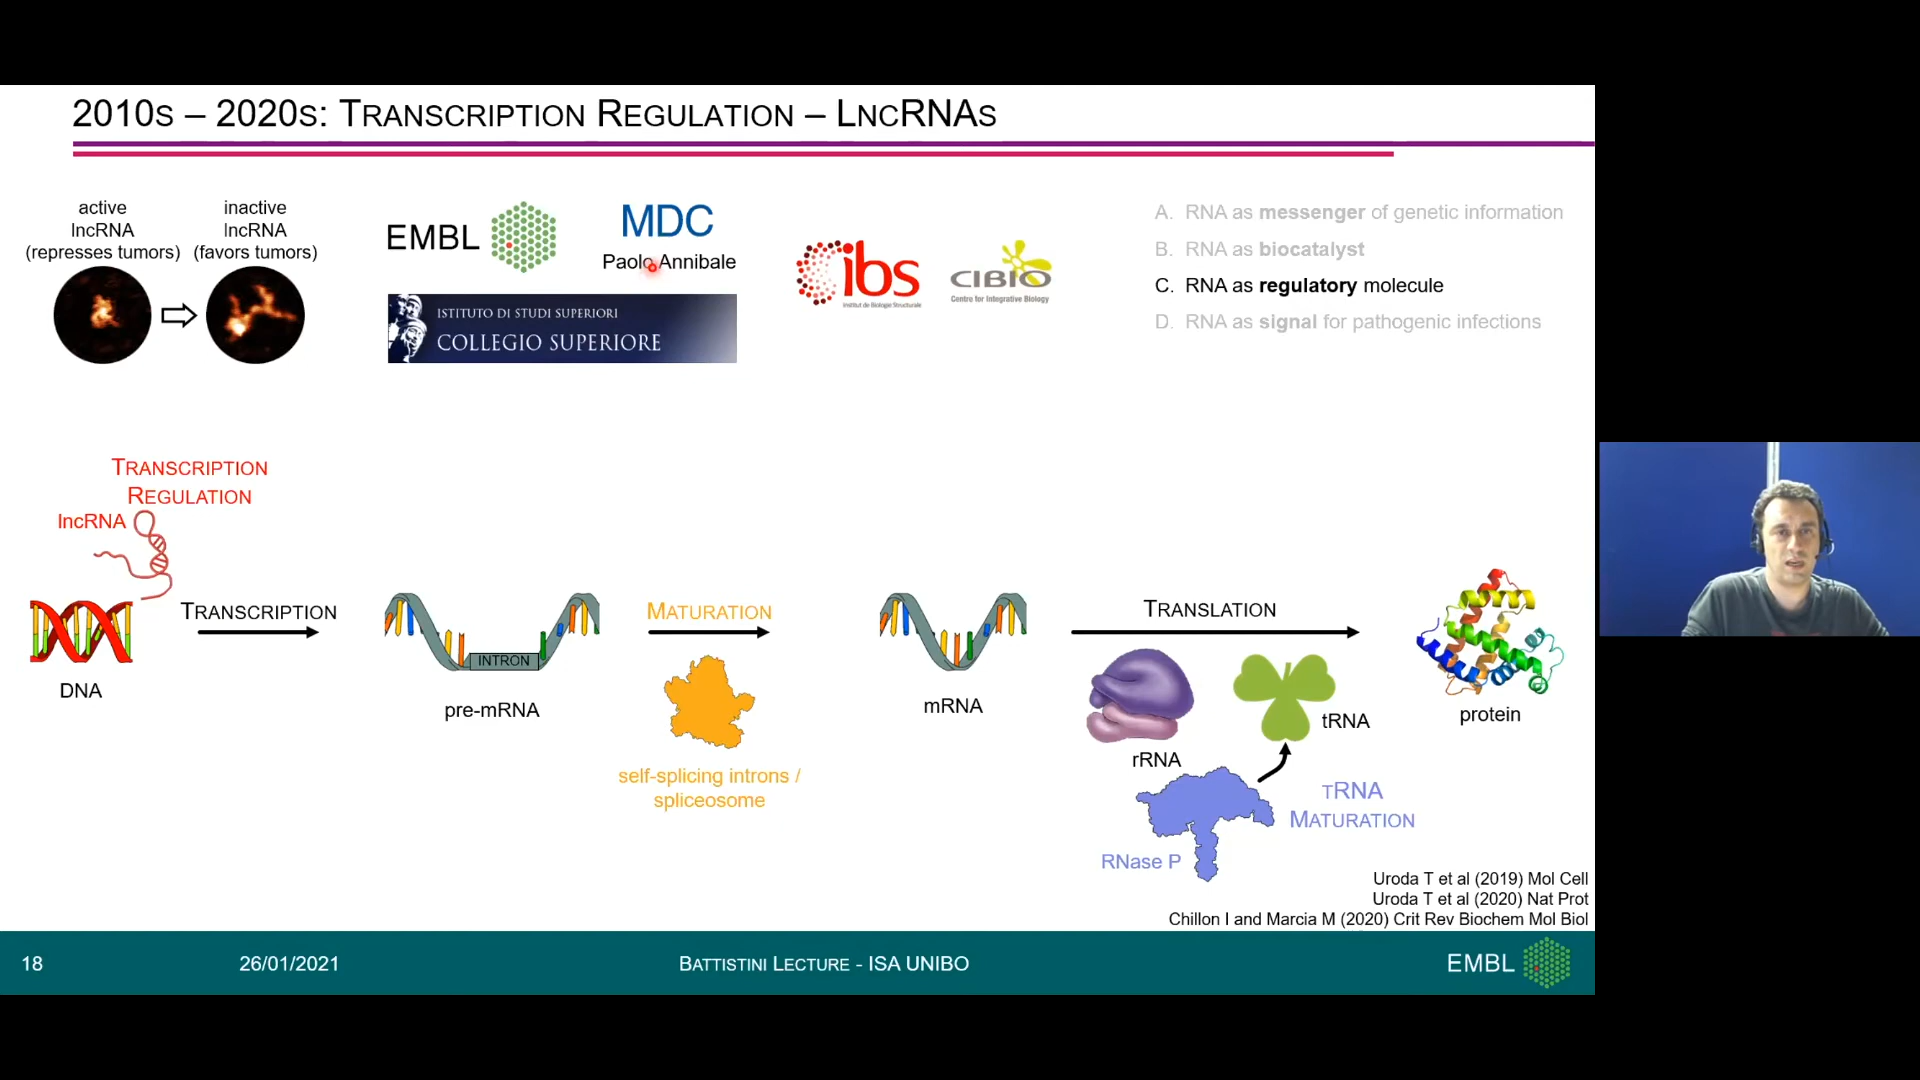 2010s – 2020s: Transcription Regulation – LncRNAs
active
lncRNA
(represses tumors)
inactive
lncRNA
(favors tumors)
EMBL
MDC
Paolo Annibale
ISTITUTO DI STUDI SUPERIORI
COLLEGIO SUPERIORE
ibs
Institut de Biologie Structurale
CIBIO
Centre for Integrative Biology
A. RNA as messenger of genetic information
B. RNA as biocatalyst
C. RNA as regulatory molecule
D. RNA as signal for pathogenic infections
Transcription
Regulation
lncRNA
DNA
Transcription
INTRON
pre-mRNA
Maturation
self-splicing introns /
spliceosome
mRNA
Translation
rRNA
tRNA
protein
tRNA
Maturation
RNase P
Uroda T et al (2019) Mol Cell
Uroda T et al (2020) Nat Prot
Chillon I and Marcia M (2020) Crit Rev Biochem Mol Biol
18
26/01/2021
Battistini Lecture - ISA UNIBO
EMBL